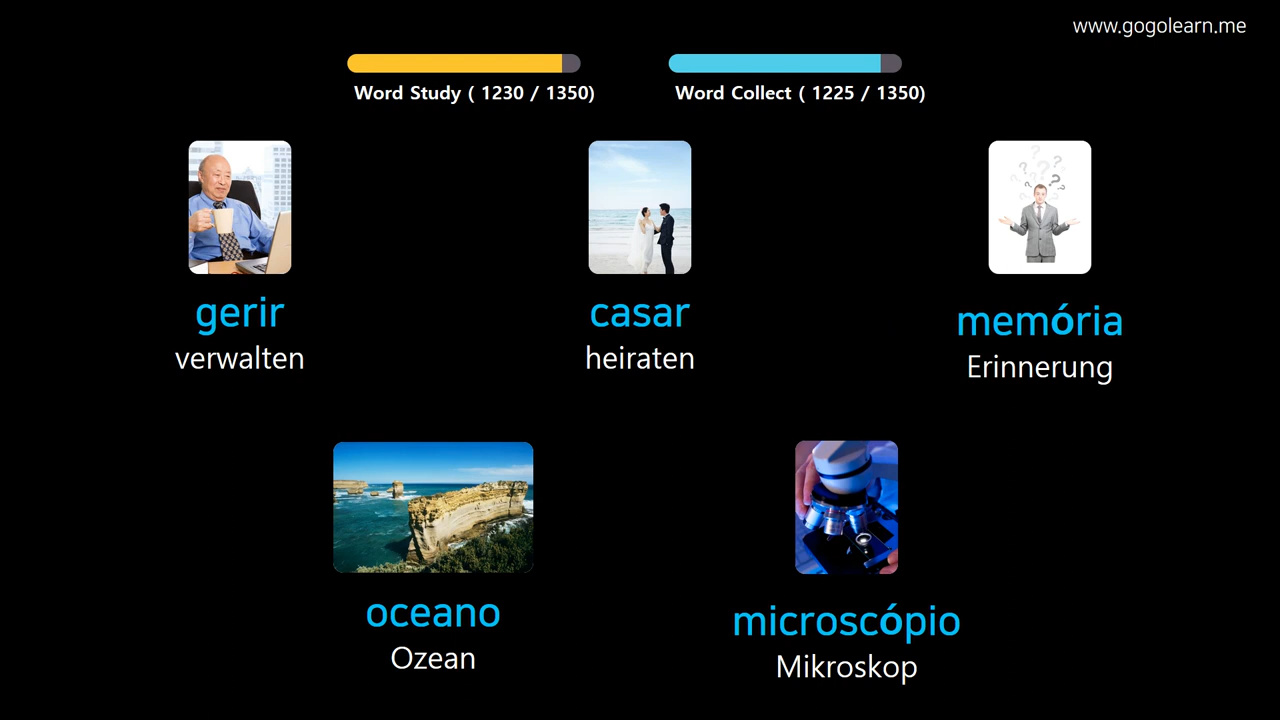 www.gogolearn.me
Word Study ( 1230 / 1350)
Word Collect ( 1225 / 1350)
gerir
verwalten
casar
heiraten
memória
Erinnerung
oceano
Ozean
microscópio
Mikroskop